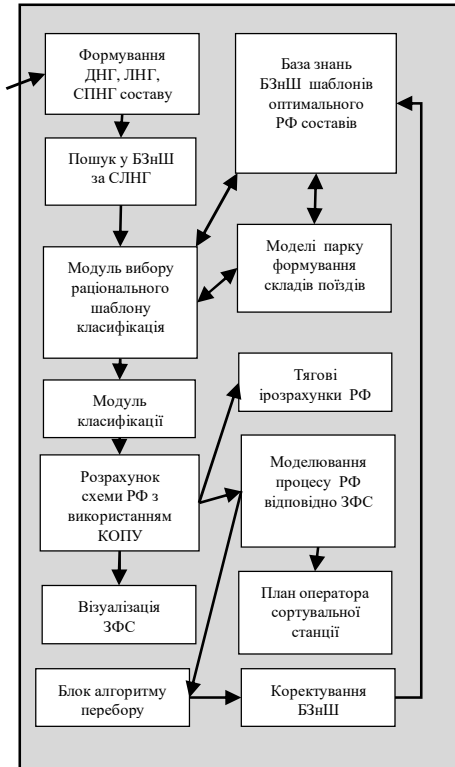 Формування
ДНГ, ЛНГ,
СПНГ составу
База знань
БЗнШ шаблонів
оптимального
РФ составів
Пошук у БЗнШ
за СЛНГ
Модуль вибору
раціонального
шаблону
класифікація
Моделі парку
формування
складів поїздів
Модуль
класифікації
Тягові
ірозрахунки РФ
Розрахунок
схеми РФ з
використанням
КОПУ
Моделювання
процесу РФ
відповідно ЗФС
Візуалізація
ЗФС
План оператора
сортувальної
станції
Блок алгоритму
перебору
Коректування
БЗнШ